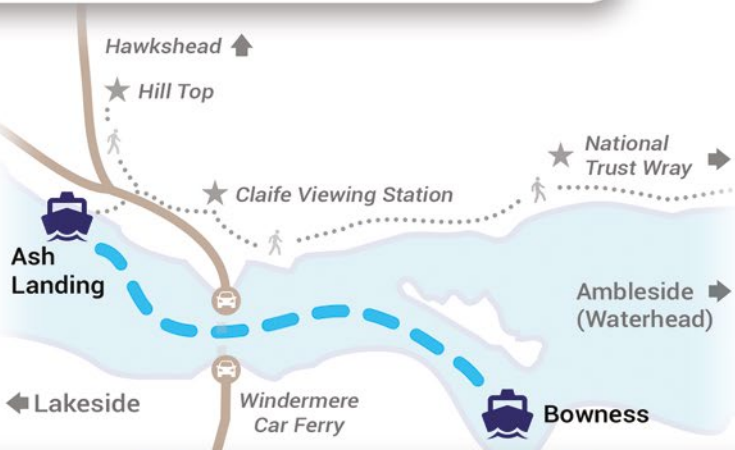 Hawkshead
Hill Top
National
Trust Wray
Claife Viewing Station
Ash
Landing
Ambleside
(Waterhead)
Lakeside
Windermere
Car Ferry
Bowness